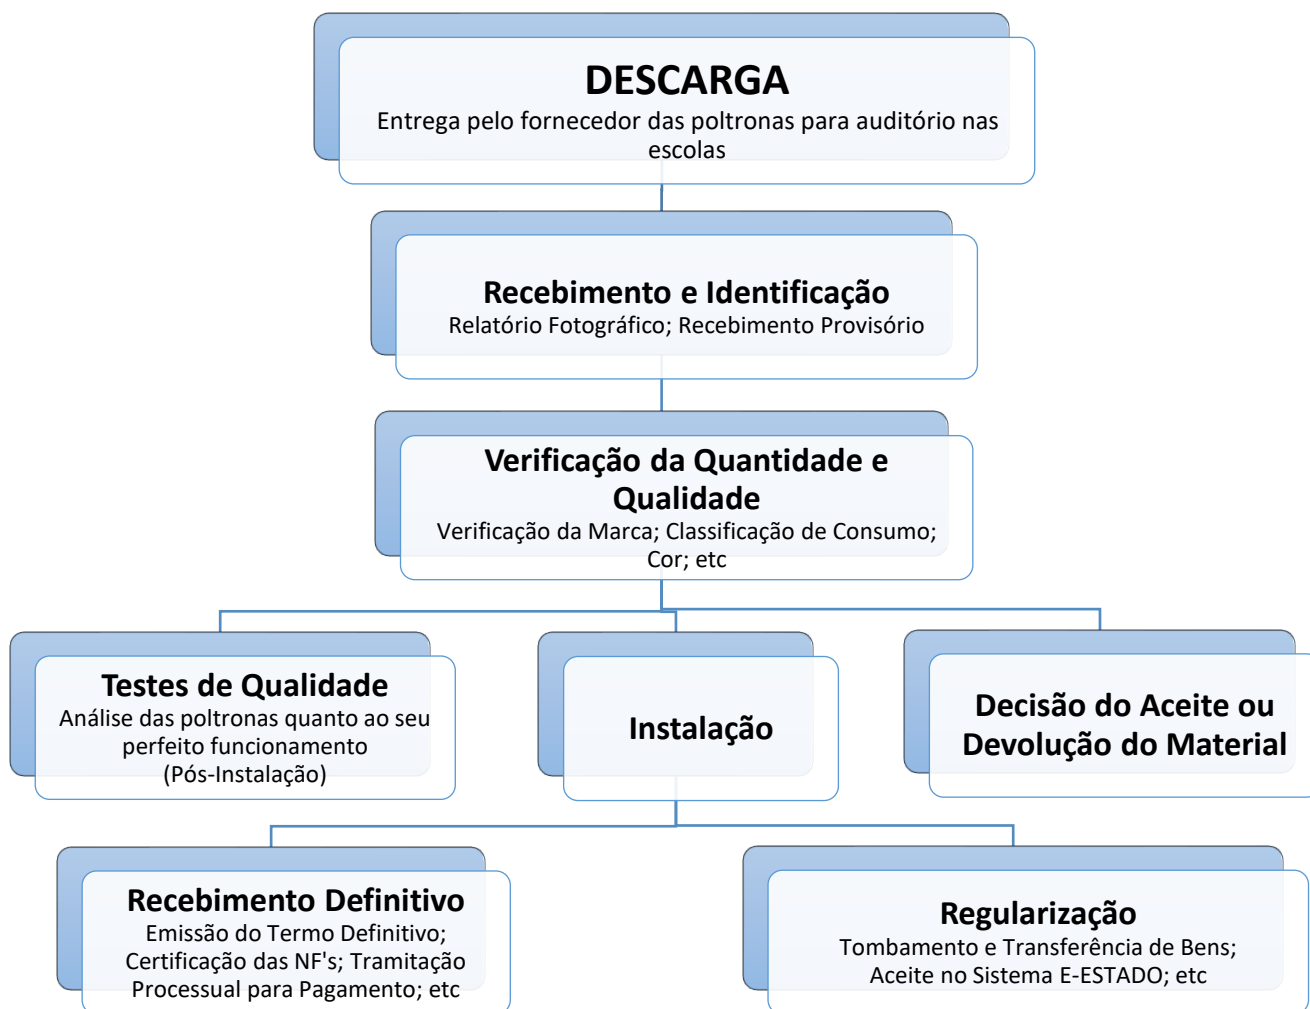 DESCARGA
Entrega pelo fornecedor das poltronas para auditório nas
escolas
Recebimento e Identificação
Relatório Fotográfico; Recebimento Provisório
Verificação da Quantidade e
Qualidade
Verificação da Marca; Classificação de Consumo;
Cor; etc
Testes de Qualidade
Análise das poltronas quanto ao seu
perfeito funcionamento
(Pós-Instalação)
Instalação
Decisão do Aceite ou
Devolução do Material
Recebimento Definitivo
Emissão do Termo Definitivo;
Certificação das NF's; Tramitação
Processual para Pagamento; etc
Regularização
Tombamento e Transferência de Bens;
Aceite no Sistema E-ESTADO; etc